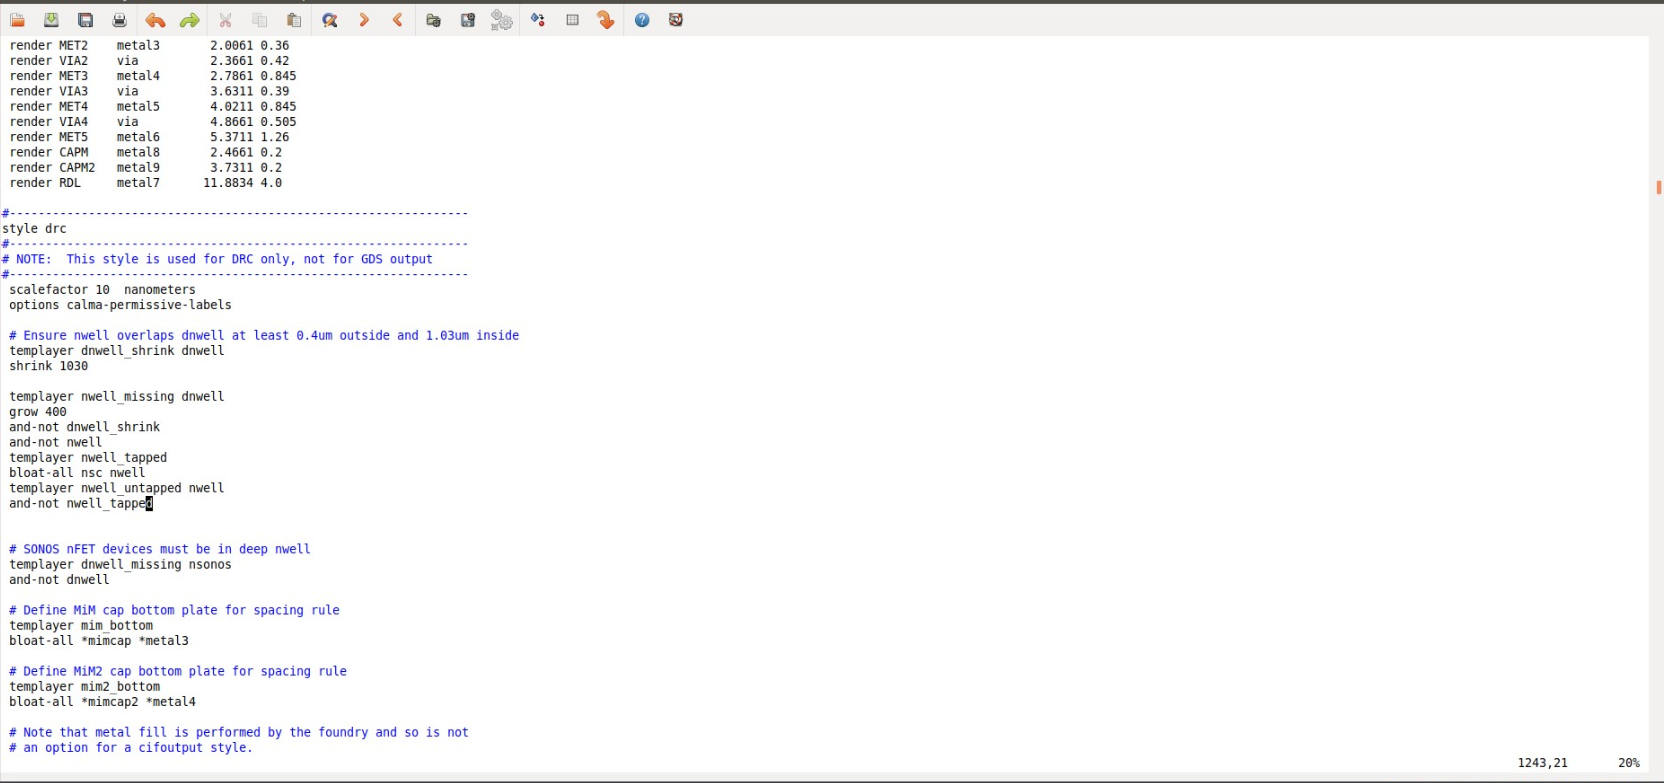 render MET2    metal3       2.0061 0.36
render VIA2    via          2.3661 0.42
render MET3    metal4       2.7861 0.845
render VIA3    via          3.6311 0.39
render MET4    metal5       4.0211 0.845
render VIA4    via          4.8661 0.505
render MET5    metal6       5.3711 1.26
render CAPM    metal8       2.4661 0.2
render CAPM2   metal9       3.7311 0.2
render RDL     metal7      11.8834 4.0
#----------------------------------------------------------------
style drc
#----------------------------------------------------------------
# NOTE:  This style is used for DRC only, not for GDS output
#----------------------------------------------------------------
scalefactor 10  nanometers
options calma-permissive-labels
# Ensure nwell overlaps dnwell at least 0.4um outside and 1.03um inside
templayer dnwell_shrink dnwell
shrink 1030
templayer nwell_missing dnwell
grow 400
and-not dnwell_shrink
and-not nwell
templayer nwell_tapped
bloat-all nsc nwell
templayer nwell_untapped nwell
and-not nwell_tapped
# SONOS nFET devices must be in deep nwell
templayer dnwell_missing nsonos
and-not dnwell
# Define MiM cap bottom plate for spacing rule
templayer mim_bottom
bloat-all *mimcap *metal3
# Define MiM2 cap bottom plate for spacing rule
templayer mim2_bottom
bloat-all *mimcap2 *metal4
# Note that metal fill is performed by the foundry and so is not
# an option for a cifoutput style.
1243,21       20%